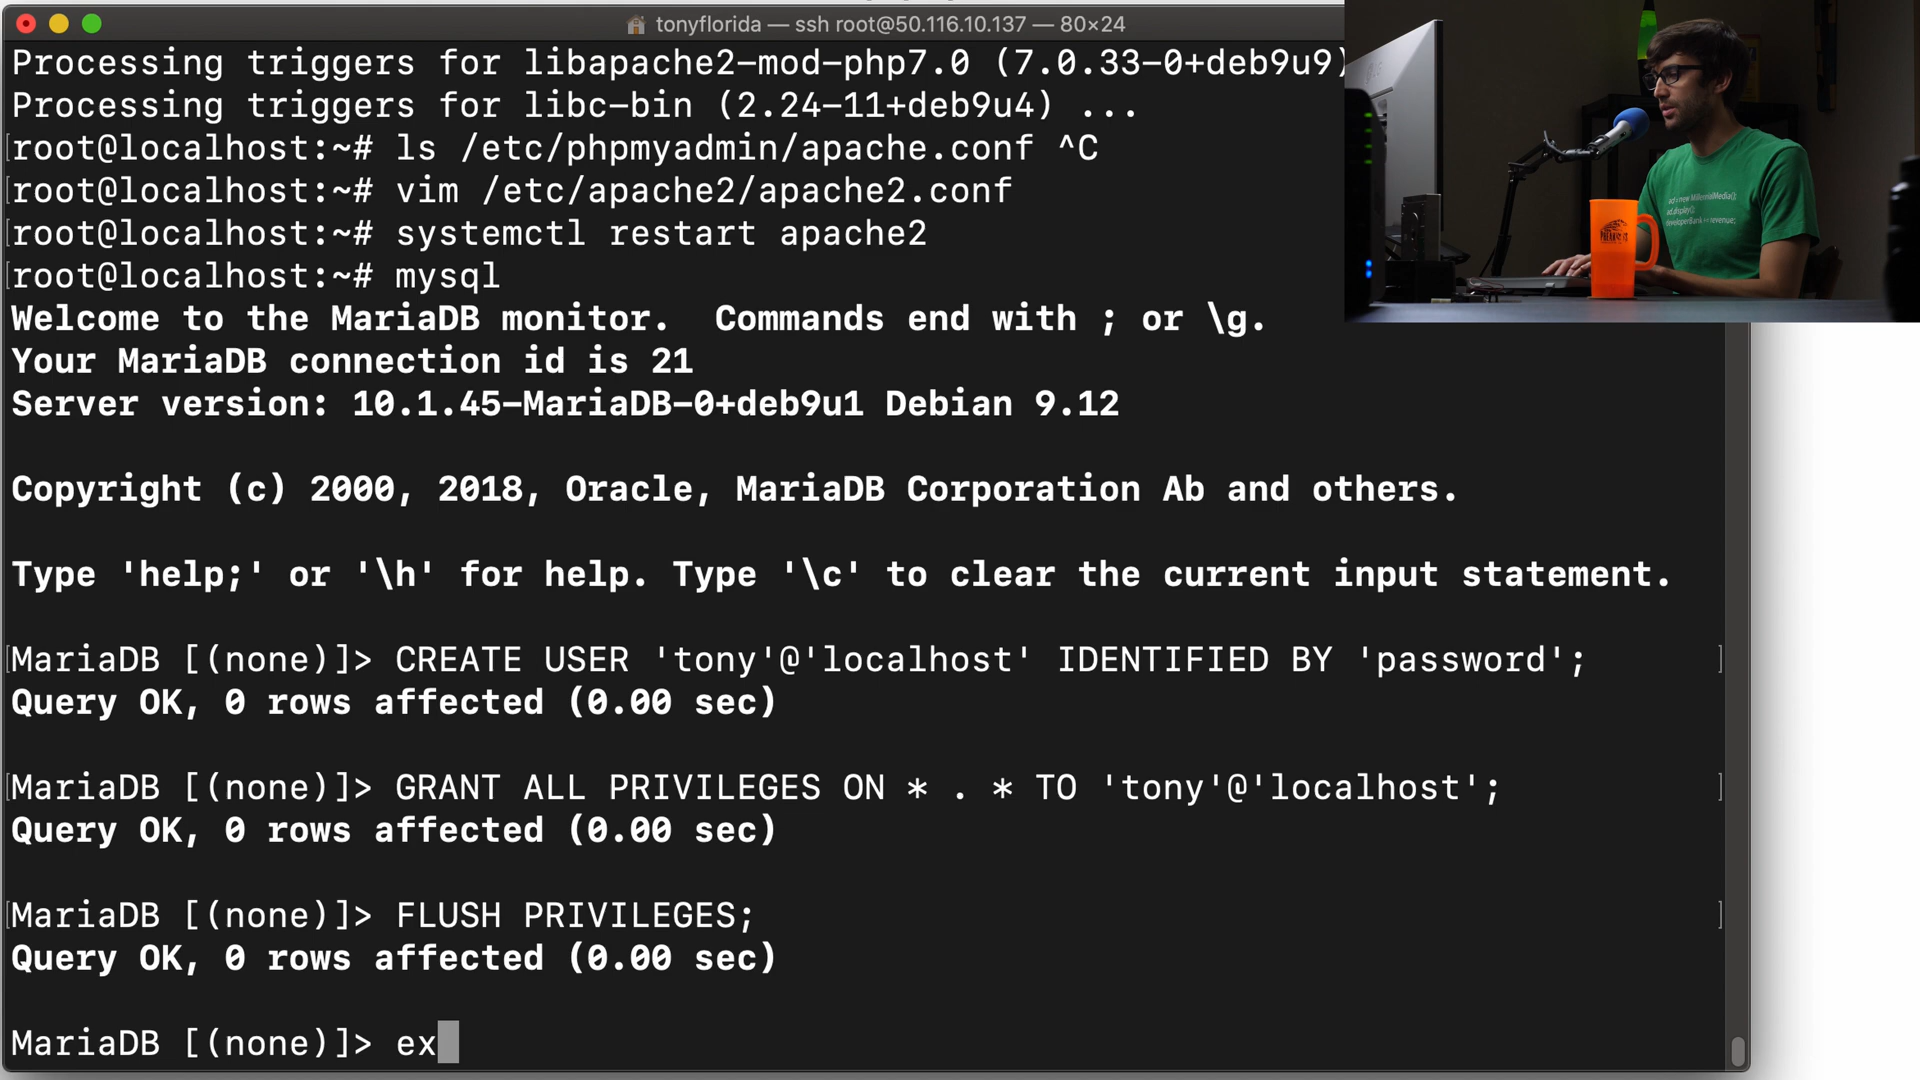 tonyflorida — ssh root@50.116.10.137 — 80×24
Processing triggers for libapache2-mod-php7.0 (7.0.33-0+deb9u9)
Processing triggers for libc-bin (2.24-11+deb9u4) ...
[root@localhost:~# ls /etc/phpmyadmin/apache.conf ^C
[root@localhost:~# vim /etc/apache2/apache2.conf
[root@localhost:~# systemctl restart apache2
[root@localhost:~# mysql
Welcome to the MariaDB monitor.  Commands end with ; or \g.
Your MariaDB connection id is 21
Server version: 10.1.45-MariaDB-0+deb9u1 Debian 9.12
Copyright (c) 2000, 2018, Oracle, MariaDB Corporation Ab and others.
Type 'help;' or '\h' for help. Type '\c' to clear the current input statement.
[MariaDB [(none)]> CREATE USER 'tony'@'localhost' IDENTIFIED BY 'password'; ]
Query OK, 0 rows affected (0.00 sec)
[MariaDB [(none)]> GRANT ALL PRIVILEGES ON * . * TO 'tony'@'localhost'; ]
Query OK, 0 rows affected (0.00 sec)
[MariaDB [(none)]> FLUSH PRIVILEGES; ]
Query OK, 0 rows affected (0.00 sec)
MariaDB [(none)]> ex